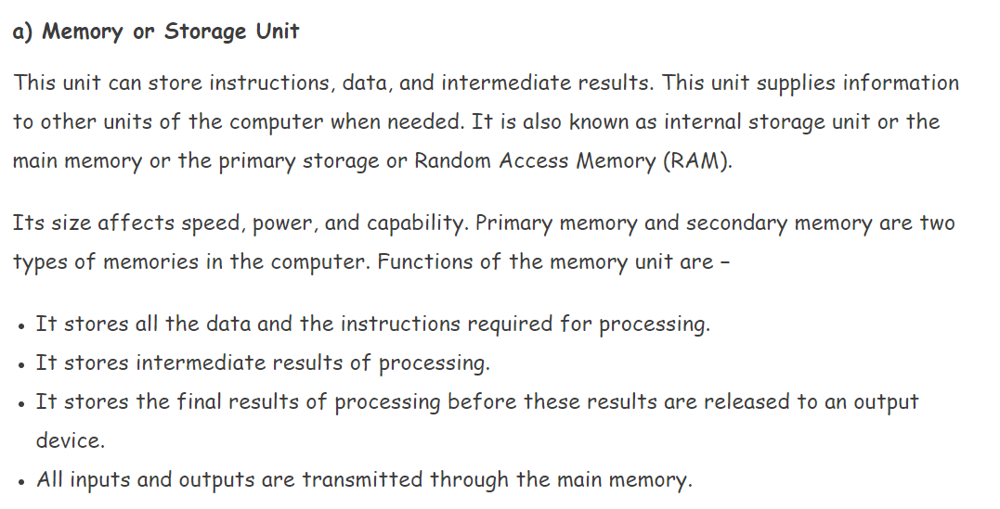 a) Memory or Storage Unit
This unit can store instructions, data, and intermediate results. This unit supplies information
to other units of the computer when needed. It is also known as internal storage unit or the
main memory or the primary storage or Random Access Memory (RAM).
Its size affects speed, power, and capability. Primary memory and secondary memory are two
types of memories in the computer. Functions of the memory unit are –
• It stores all the data and the instructions required for processing.
• It stores intermediate results of processing.
• It stores the final results of processing before these results are released to an output
device.
• All inputs and outputs are transmitted through the main memory.